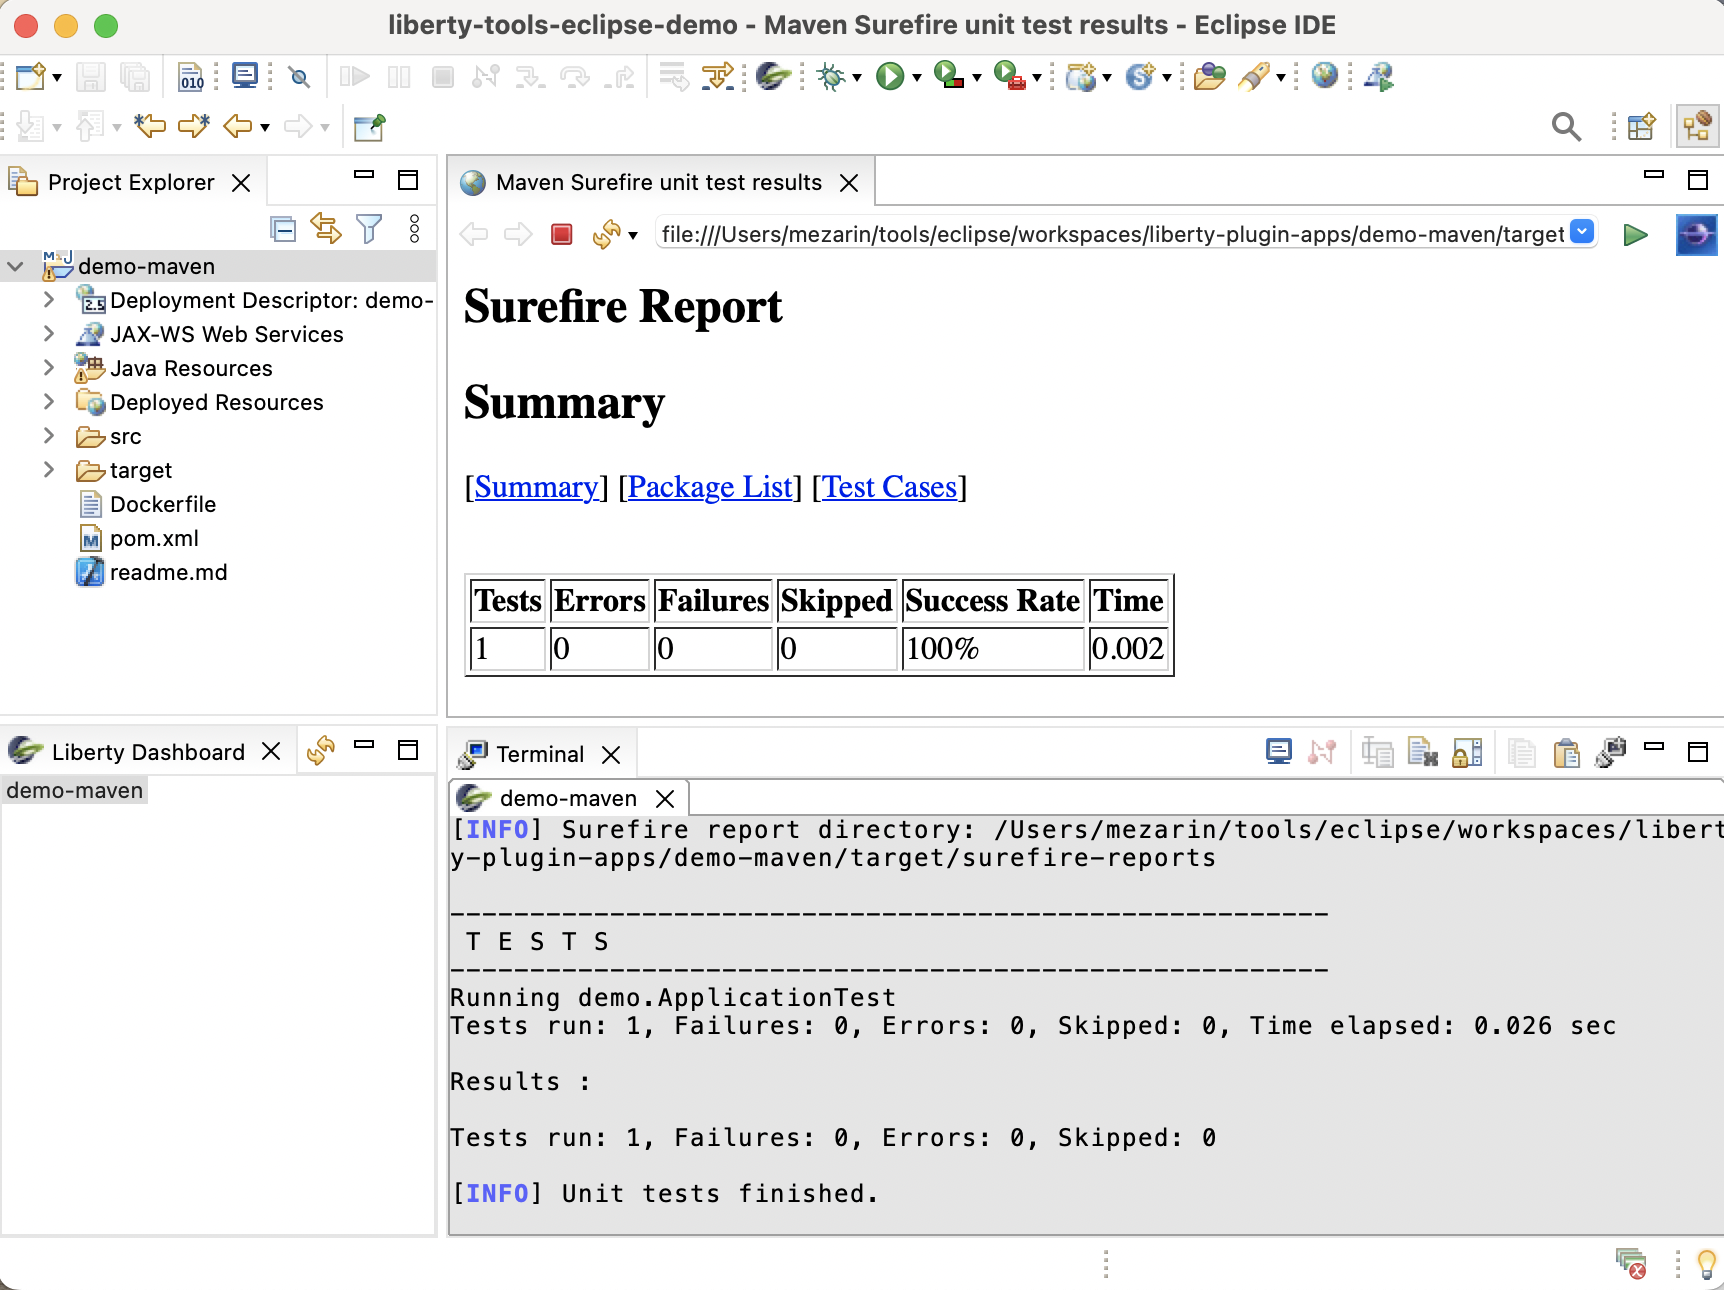 liberty-tools-eclipse-demo - Maven Surefire unit test results - Eclipse IDE
010
Project Explorer
demo-maven
Deployment Descriptor: demo-
JAX-WS Web Services
Java Resources
Deployed Resources
src
target
Dockerfile
pom.xml
readme.md
Maven Surefire unit test results
file:///Users/mezarin/tools/eclipse/workspaces/liberty-plugin-apps/demo-maven/target
Surefire Report
Summary
[Summary] [Package List] [Test Cases]
Tests Errors Failures Skipped Success Rate Time
1 0 0 0 100% 0.002
Liberty Dashboard
demo-maven
Terminal
demo-maven
[INFO] Surefire report directory: /Users/mezarin/tools/eclipse/workspaces/libert
y-plugin-apps/demo-maven/target/surefire-reports
-------------------------------------------------------
T E S T S
-------------------------------------------------------
Running demo.ApplicationTest
Tests run: 1, Failures: 0, Errors: 0, Skipped: 0, Time elapsed: 0.026 sec
Results :
Tests run: 1, Failures: 0, Errors: 0, Skipped: 0
[INFO] Unit tests finished.